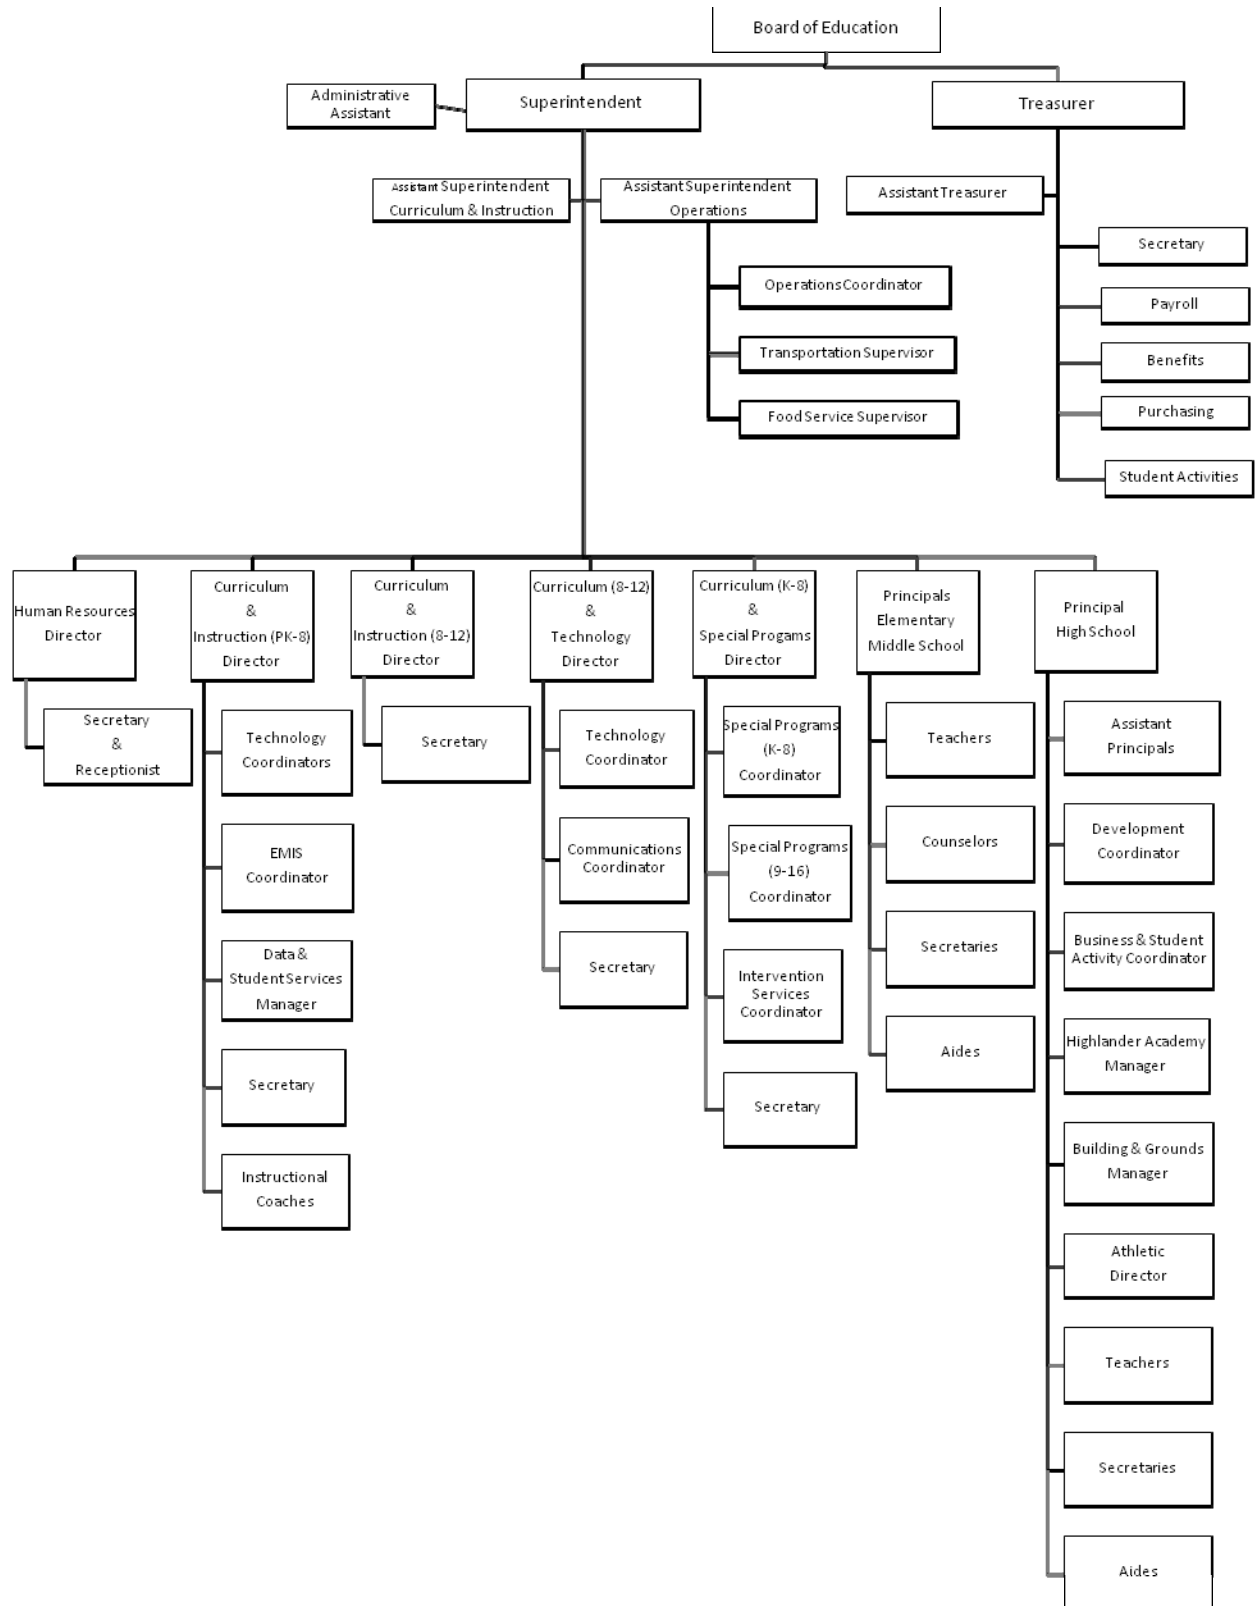 Board of Education
Administrative
Assistant
Superintendent
Treasurer
Assistant Superintendent
Curriculum & Instruction
Assistant Superintendent
Operations
Assistant Treasurer
Secretary
Operations Coordinator
Payroll
Transportation Supervisor
Benefits
Food Service Supervisor
Purchasing
Student Activities
Human Resources
Director
Curriculum
&
Instruction (PK-8)
Director
Curriculum
&
Instruction (8-12)
Director
Curriculum (8-12)
&
Technology
Director
Curriculum (K-8)
&
Special Progams
Director
Principals
Elementary
Middle School
Principal
High School
Secretary
&
Receptionist
Technology
Coordinators
EMIS
Coordinator
Data &
Student Services
Manager
Secretary
Instructional
Coaches
Secretary
Technology
Coordinator
Communications
Coordinator
Secretary
Special Programs
(K-8)
Coordinator
Special Programs
(9-16)
Coordinator
Intervention
Services
Coordinator
Secretary
Teachers
Counselors
Secretaries
Aides
Assistant
Principals
Development
Coordinator
Business & Student
Activity Coordinator
Highlander Academy
Manager
Building & Grounds
Manager
Athletic
Director
Teachers
Secretaries
Aides